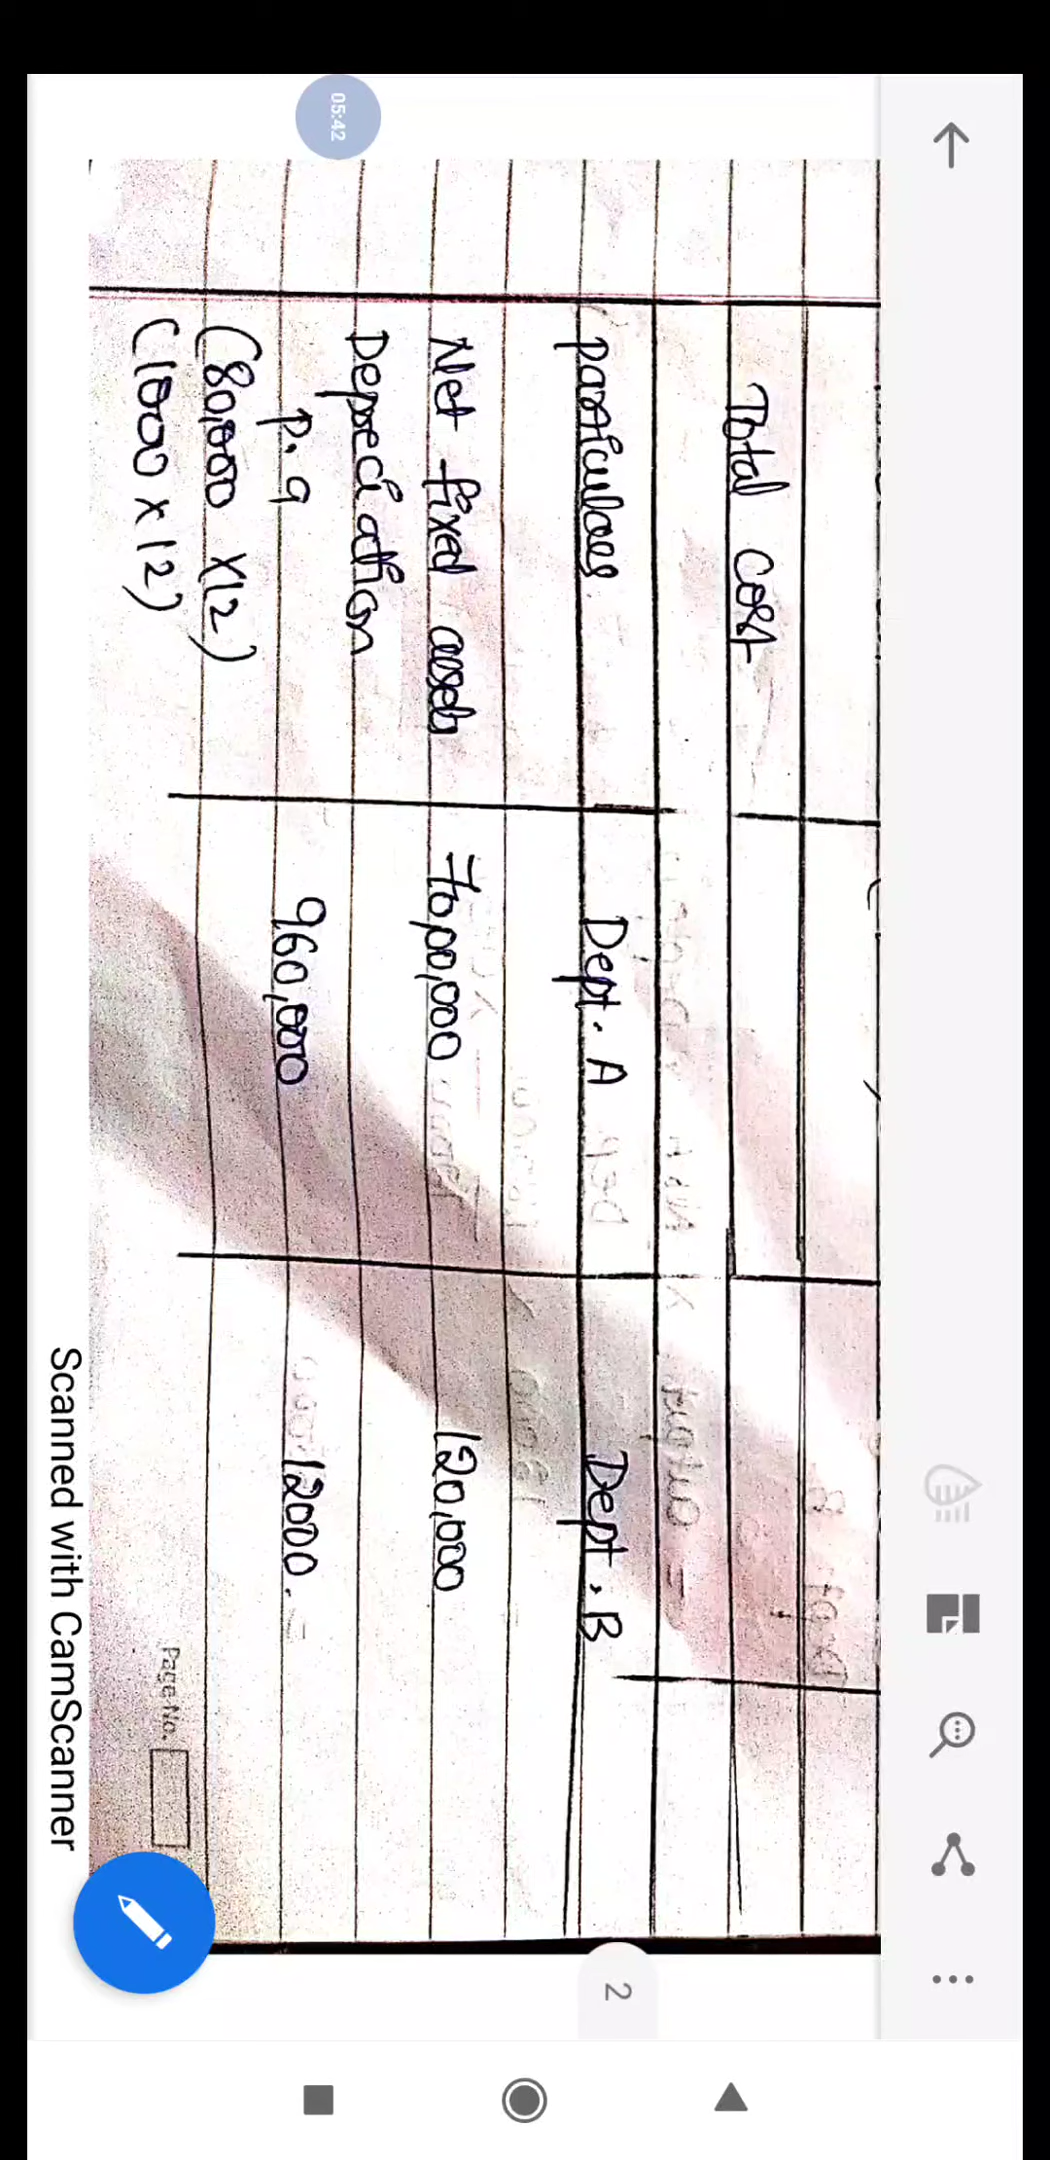 Total cost
particulars Dept. A Dept. B
Net fixed assets 70,00,000 120,000
Depreciation
p.a 960,000 12000.
(80,000 x12)
(1000 x 12)
Page No.
Scanned with CamScanner
05:42
2